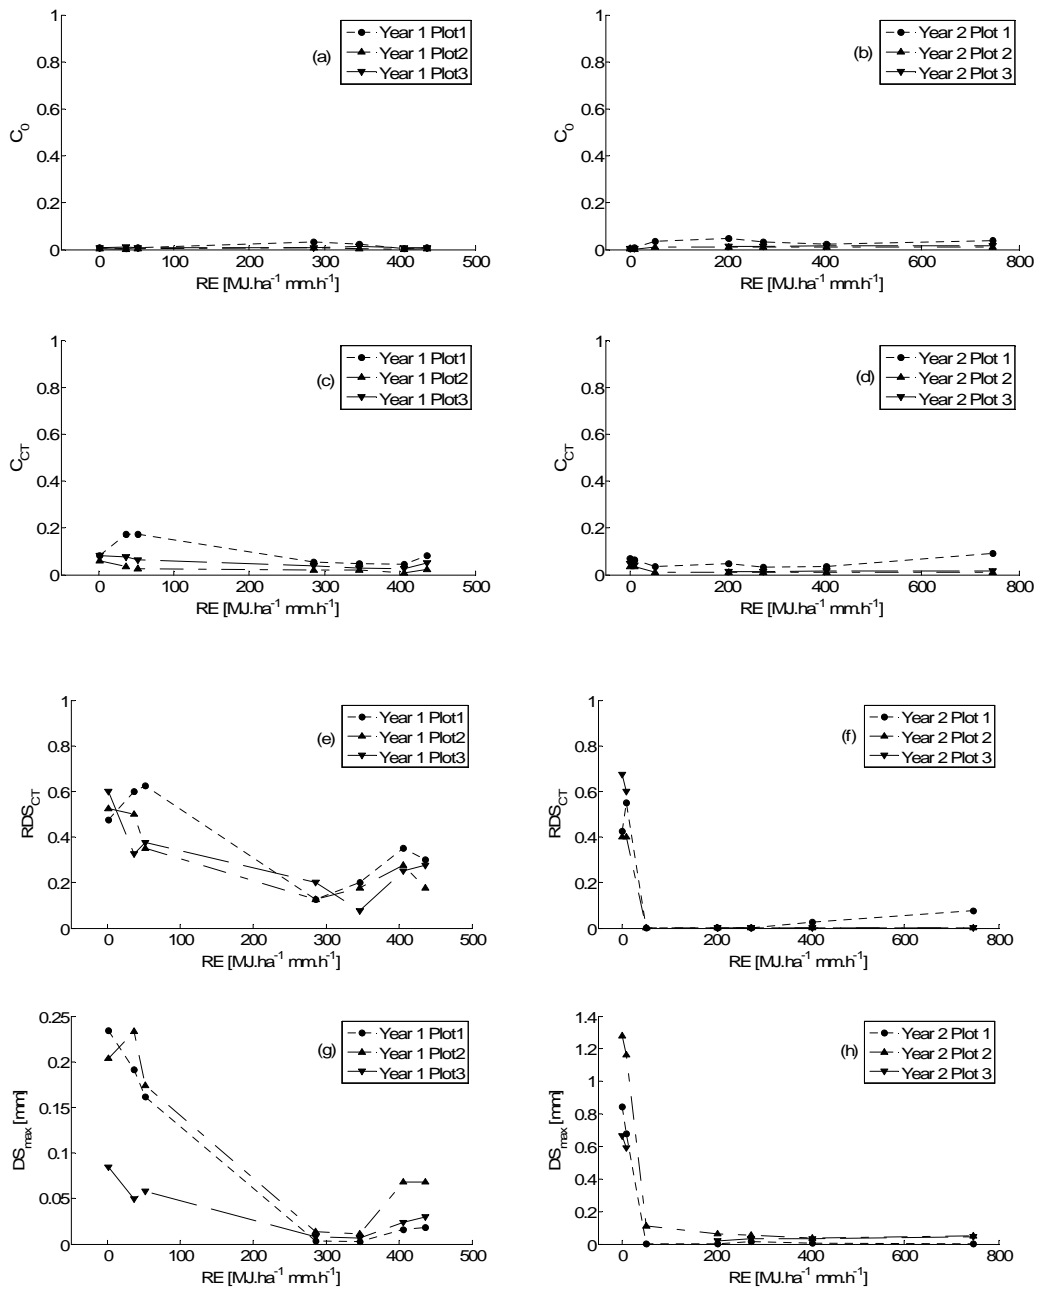 1
0.8
0.6
0.4
0.2
0
C₀
(a)
Year 1 Plot1
Year 1 Plot2
Year 1 Plot3
0 100 200 300 400 500
RE [MJ.ha⁻¹ mm.h⁻¹]
1
0.8
0.6
0.4
0.2
0
C₀
(b)
Year 2 Plot 1
Year 2 Plot 2
Year 2 Plot 3
0 200 400 600 800
RE [MJ.ha⁻¹ mm.h⁻¹]
1
0.8
0.6
0.4
0.2
0
C_CT
(c)
Year 1 Plot1
Year 1 Plot2
Year 1 Plot3
0 100 200 300 400 500
RE [MJ.ha⁻¹ mm.h⁻¹]
1
0.8
0.6
0.4
0.2
0
C_CT
(d)
Year 2 Plot 1
Year 2 Plot 2
Year 2 Plot 3
0 200 400 600 800
RE [MJ.ha⁻¹ mm.h⁻¹]
1
0.8
0.6
0.4
0.2
0
RDS_CT
(e)
Year 1 Plot1
Year 1 Plot2
Year 1 Plot3
0 100 200 300 400 500
RE [MJ.ha⁻¹ mm.h⁻¹]
1
0.8
0.6
0.4
0.2
0
RDS_CT
(f)
Year 2 Plot 1
Year 2 Plot 2
Year 2 Plot 3
0 200 400 600 800
RE [MJ.ha⁻¹ mm.h⁻¹]
0.25
0.2
0.15
0.1
0.05
0
DS_max [mm]
(g)
Year 1 Plot1
Year 1 Plot2
Year 1 Plot3
0 100 200 300 400 500
RE [MJ.ha⁻¹ mm.h⁻¹]
1.4
1.2
1
0.8
0.6
0.4
0.2
0
DS_max [mm]
(h)
Year 2 Plot 1
Year 2 Plot 2
Year 2 Plot 3
0 200 400 600 800
RE [MJ.ha⁻¹ mm.h⁻¹]